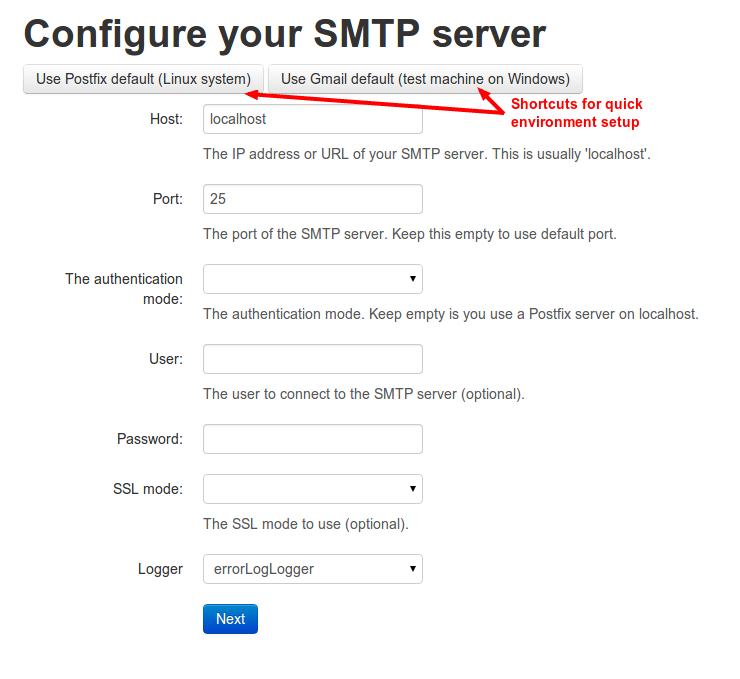 Configure your SMTP server
Use Postfix default (Linux system)
Use Gmail default (test machine on Windows)
Shortcuts for quick
environment setup
Host:
localhost
The IP address or URL of your SMTP server. This is usually 'localhost'.
Port:
25
The port of the SMTP server. Keep this empty to use default port.
The authentication
mode:
The authentication mode. Keep empty is you use a Postfix server on localhost.
User:
The user to connect to the SMTP server (optional).
Password:
SSL mode:
The SSL mode to use (optional).
Logger
errorLogLogger
Next